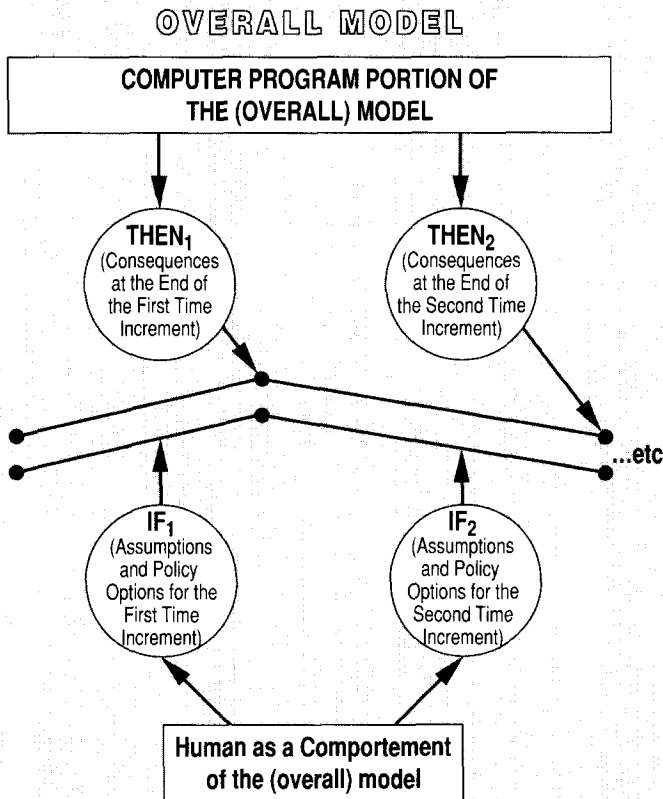 OVERALL MODEL
COMPUTER PROGRAM PORTION OF
THE (OVERALL) MODEL
THEN1
(Consequences
at the End of
the First Time
Increment)
THEN2
(Consequences
at the End of
the Second Time
Increment)
...etc
IF1
(Assumptions
and Policy
Options for the
First Time
Increment)
IF2
(Assumptions
and Policy
Options for the
Second Time
Increment)
Human as a Comportement
of the (overall) model